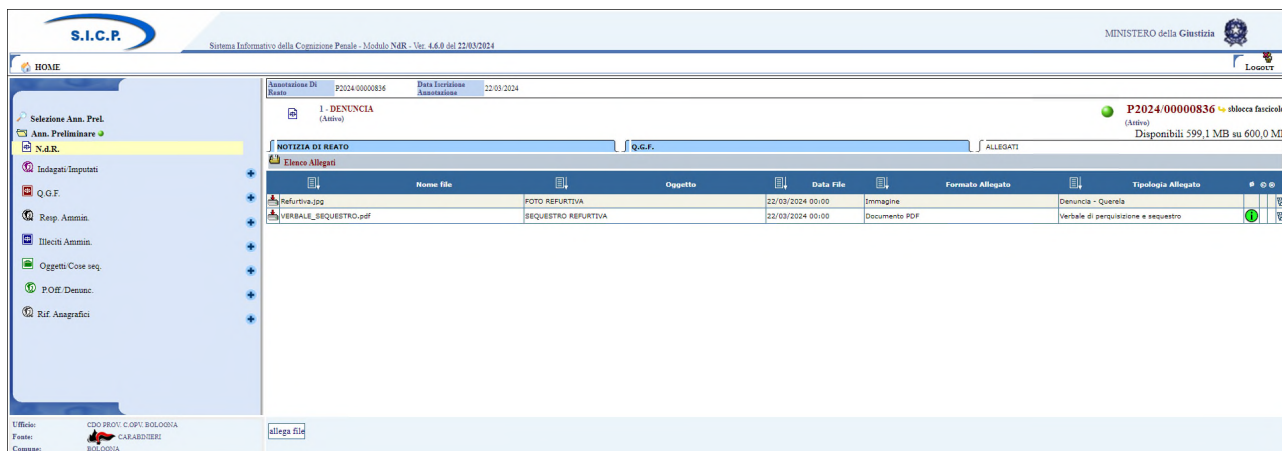 S.I.C.P.
Sistema Informativo della Cognizione Penale - Modulo NdR - Ver. 4.6.0 del 22/03/2024
MINISTERO della Giustizia
HOME
LOGOUT
Annotazione Di Reato P2024/00000836 Data Iscrizione Annotazione 22/03/2024
1 - DENUNCIA
(Attivo)
P2024/00000836 sblocca fascicolo
(Attivo)
Disponibili 599,1 MB su 600,0 MB
Selezione Ann. Prel.
Ann. Preliminare
N.d.R.
Indagati/Imputati
Q.G.F.
Resp. Ammin.
Illeciti Ammin.
Oggetti/Cose seq.
P.Off./Denunc.
Rif. Anagrafici
NOTIZIA DI REATO Q.G.F. ALLEGATI
Elenco Allegati
Nome file Oggetto Data File Formato Allegato Tipologia Allegato
Refurtiva.jpg FOTO REFURTIVA 22/03/2024 00:00 Immagine Denuncia - Querela
VERBALE_SEQUESTRO.pdf SEQUESTRO REFURTIVA 22/03/2024 00:00 Documento PDF Verbale di perquisizione e sequestro
Ufficio: CDO PROV. C.OPV. BOLOGNA
Fonte: CARABINIERI
Comune: BOLOGNA
allega file